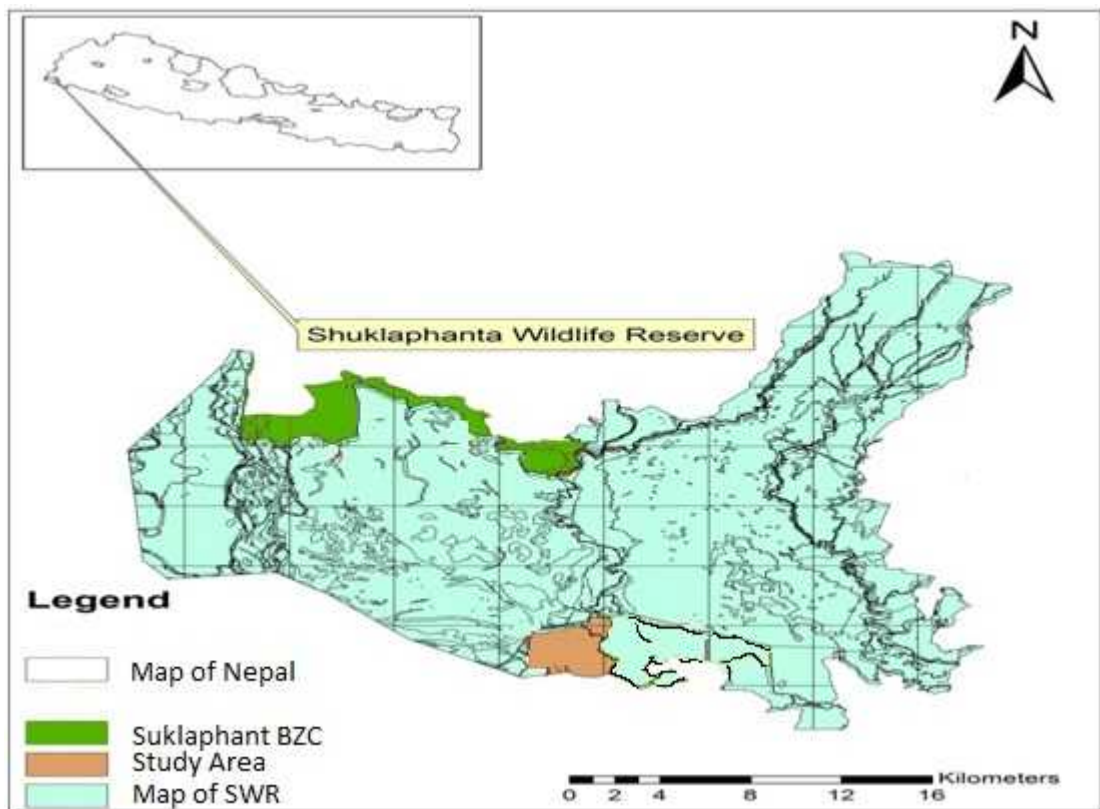 N
Shuklaphanta Wildlife Reserve
Legend
Map of Nepal
Suklaphant BZC
Study Area
Map of SWR
Kilometers
0 2 4 8 12 16